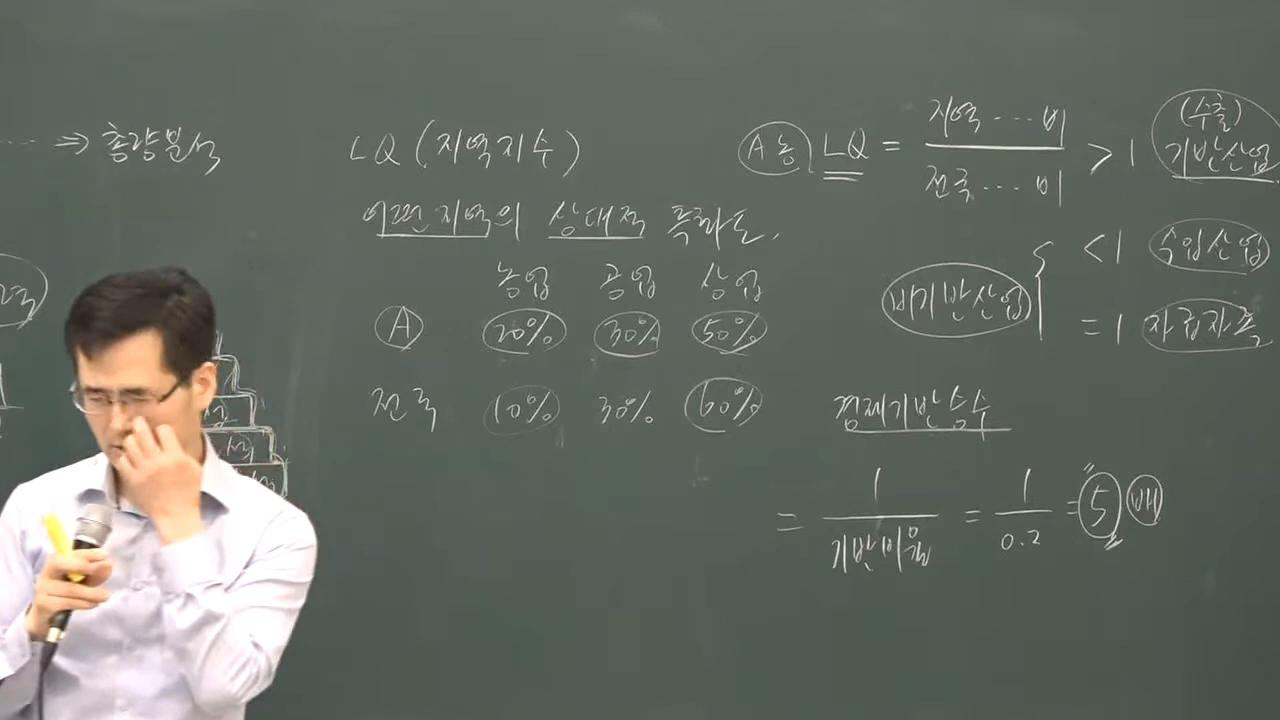 ⇒ 총량분석
LQ (지역지수)
어떤 지역의 상대적 특화도.
농업 공업 상업
A 20% 30% 50%
전국 10% 30% 60%
A 농 LQ = 지역 ··· 비 / 전국 ··· 비 > 1 (수출) 기반산업
비기반산업 { < 1 수입산업
= 1 자급자족
경제기반승수
= 1 / 기반비율 = 1 / 0.2 = 5 배